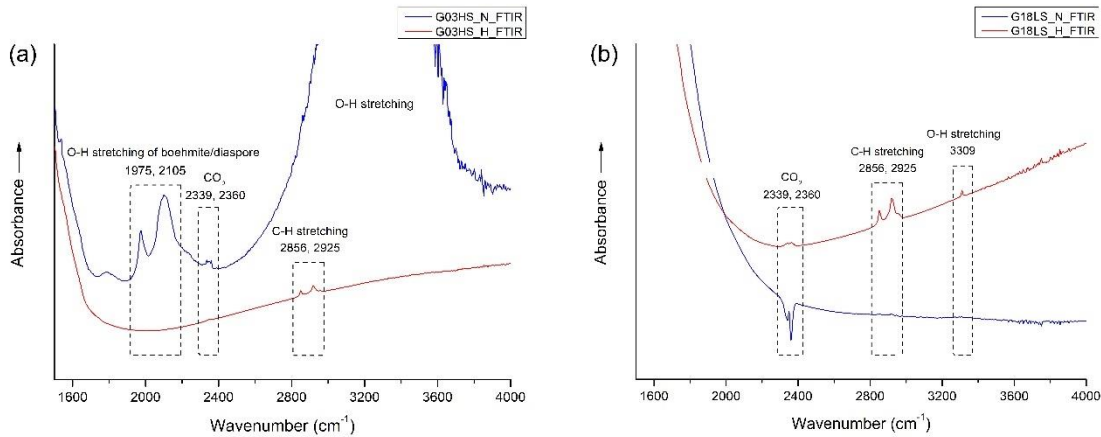 G03HS_N_FTIR
G03HS_H_FTIR
(a)
O-H stretching
O-H stretching of boehmite/diaspore
1975, 2105
CO₂
2339, 2360
C-H stretching
2856, 2925
Absorbance
1600 2000 2400 2800 3200 3600 4000
Wavenumber (cm⁻¹)
G18LS_N_FTIR
G18LS_H_FTIR
(b)
O-H stretching
3309
C-H stretching
2856, 2925
CO₂
2339, 2360
Absorbance
1600 2000 2400 2800 3200 3600 4000
Wavenumber (cm⁻¹)